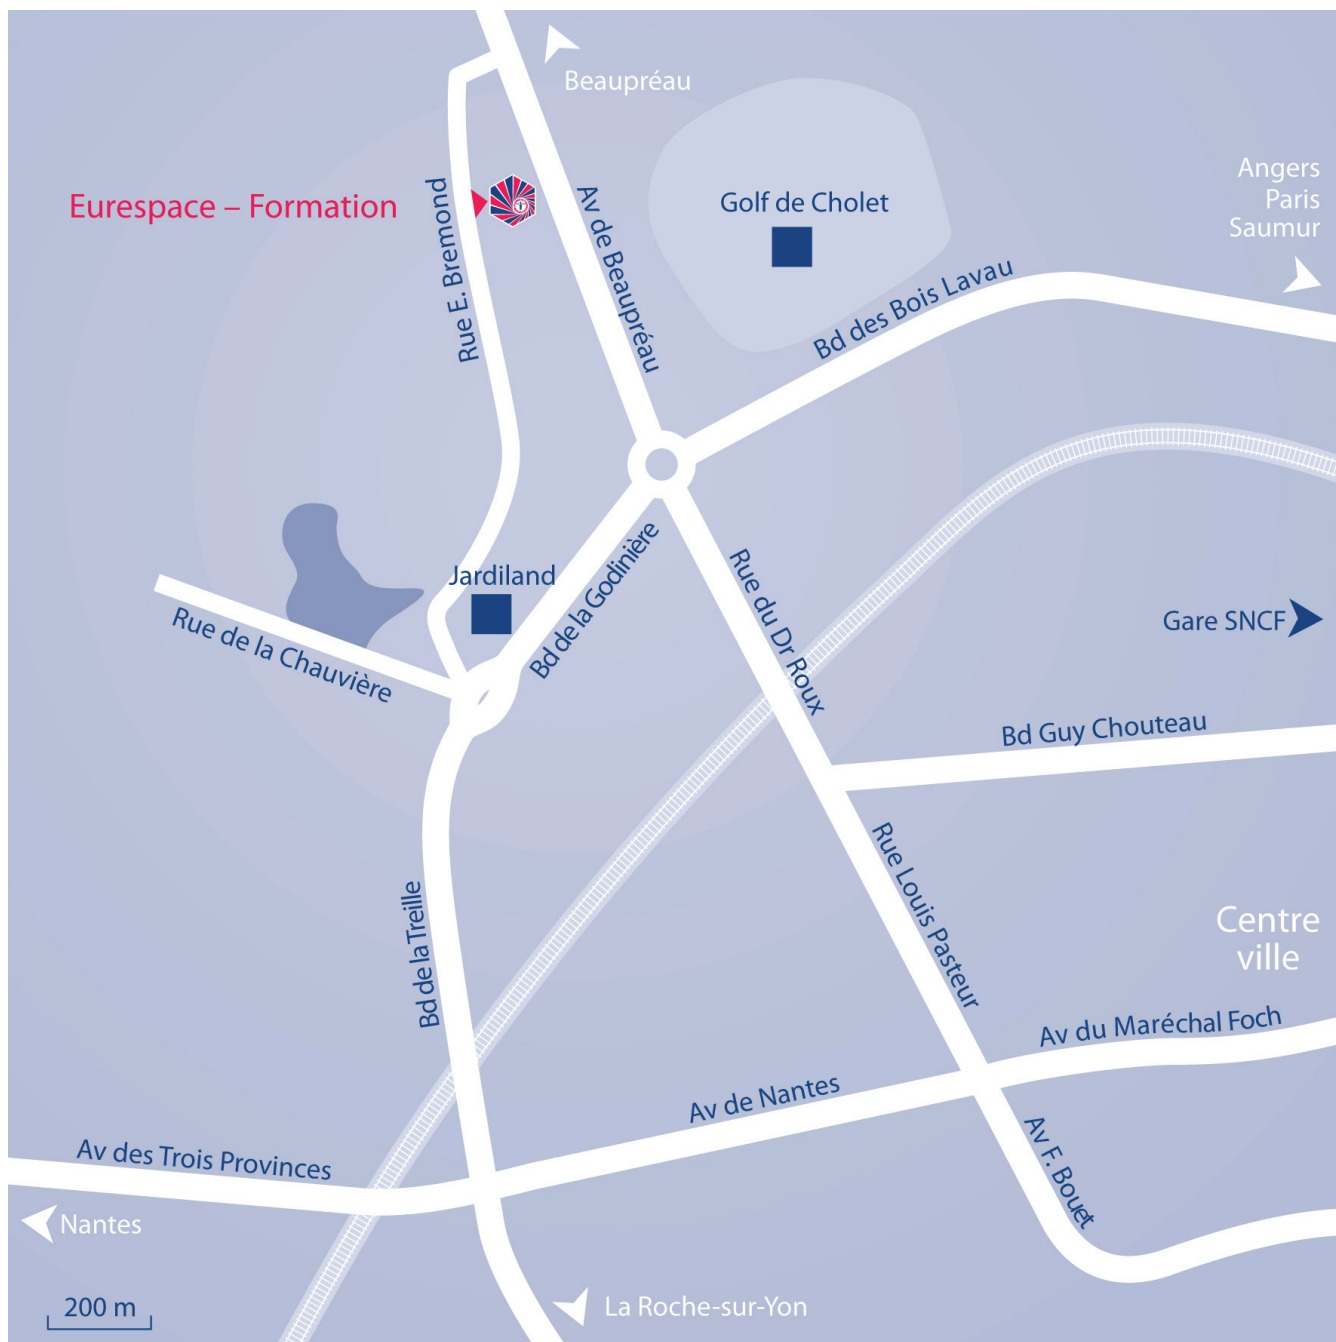 Beaupréau
Angers
Paris
Saumur
Eurespace – Formation
Rue E. Bremond
Av de Beaupréau
Golf de Cholet
Bd des Bois Lavau
Jardiland
Bd de la Godinière
Rue du Dr Roux
Rue de la Chauvière
Gare SNCF
Bd Guy Chouteau
Rue Louis Pasteur
Bd de la Treille
Centre
ville
Av du Maréchal Foch
Av de Nantes
Av des Trois Provinces
Av F. Bouet
Nantes
200 m
La Roche-sur-Yon